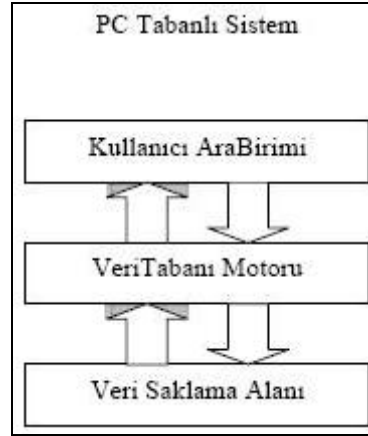 PC Tabanlı Sistem
Kullanıcı AraBirimi
VeriTabanı Motoru
Veri Saklama Alanı